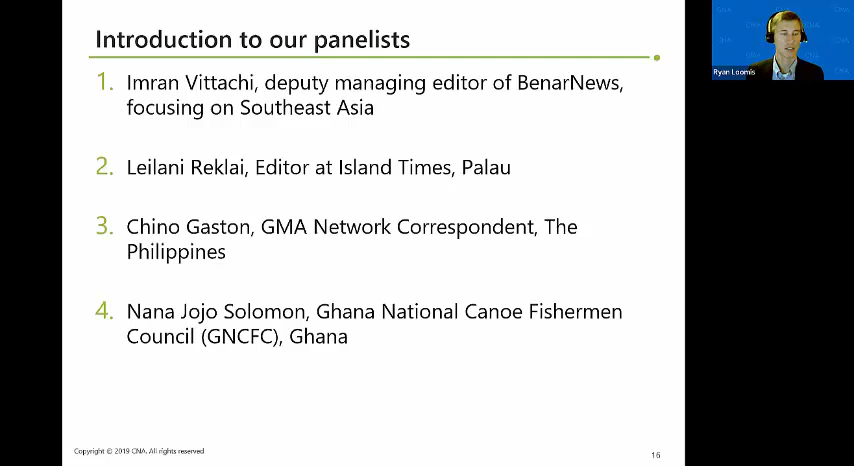 Introduction to our panelists
1. Imran Vittachi, deputy managing editor of BenarNews,
focusing on Southeast Asia
2. Leilani Reklai, Editor at Island Times, Palau
3. Chino Gaston, GMA Network Correspondent, The
Philippines
4. Nana Jojo Solomon, Ghana National Canoe Fishermen
Council (GNCFC), Ghana
Copyright © 2019 CNA. All rights reserved
16
Ryan Loomis